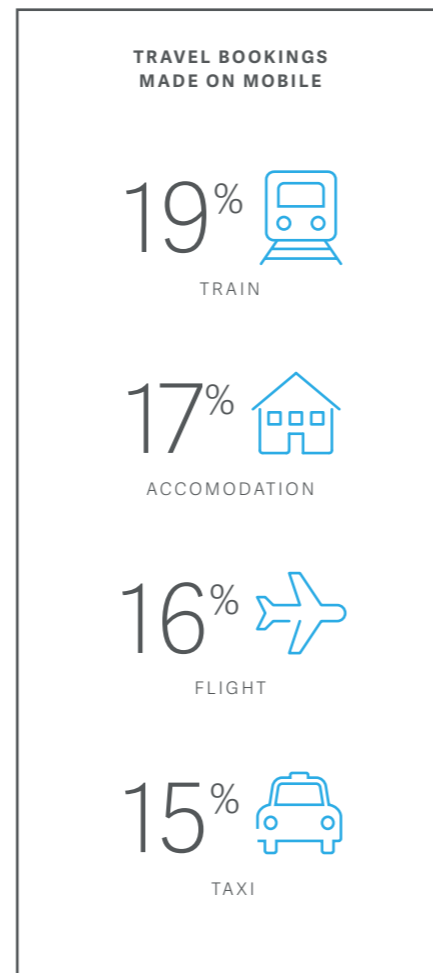 TRAVEL BOOKINGS
MADE ON MOBILE
19%
TRAIN
17%
ACCOMODATION
16%
FLIGHT
15%
TAXI